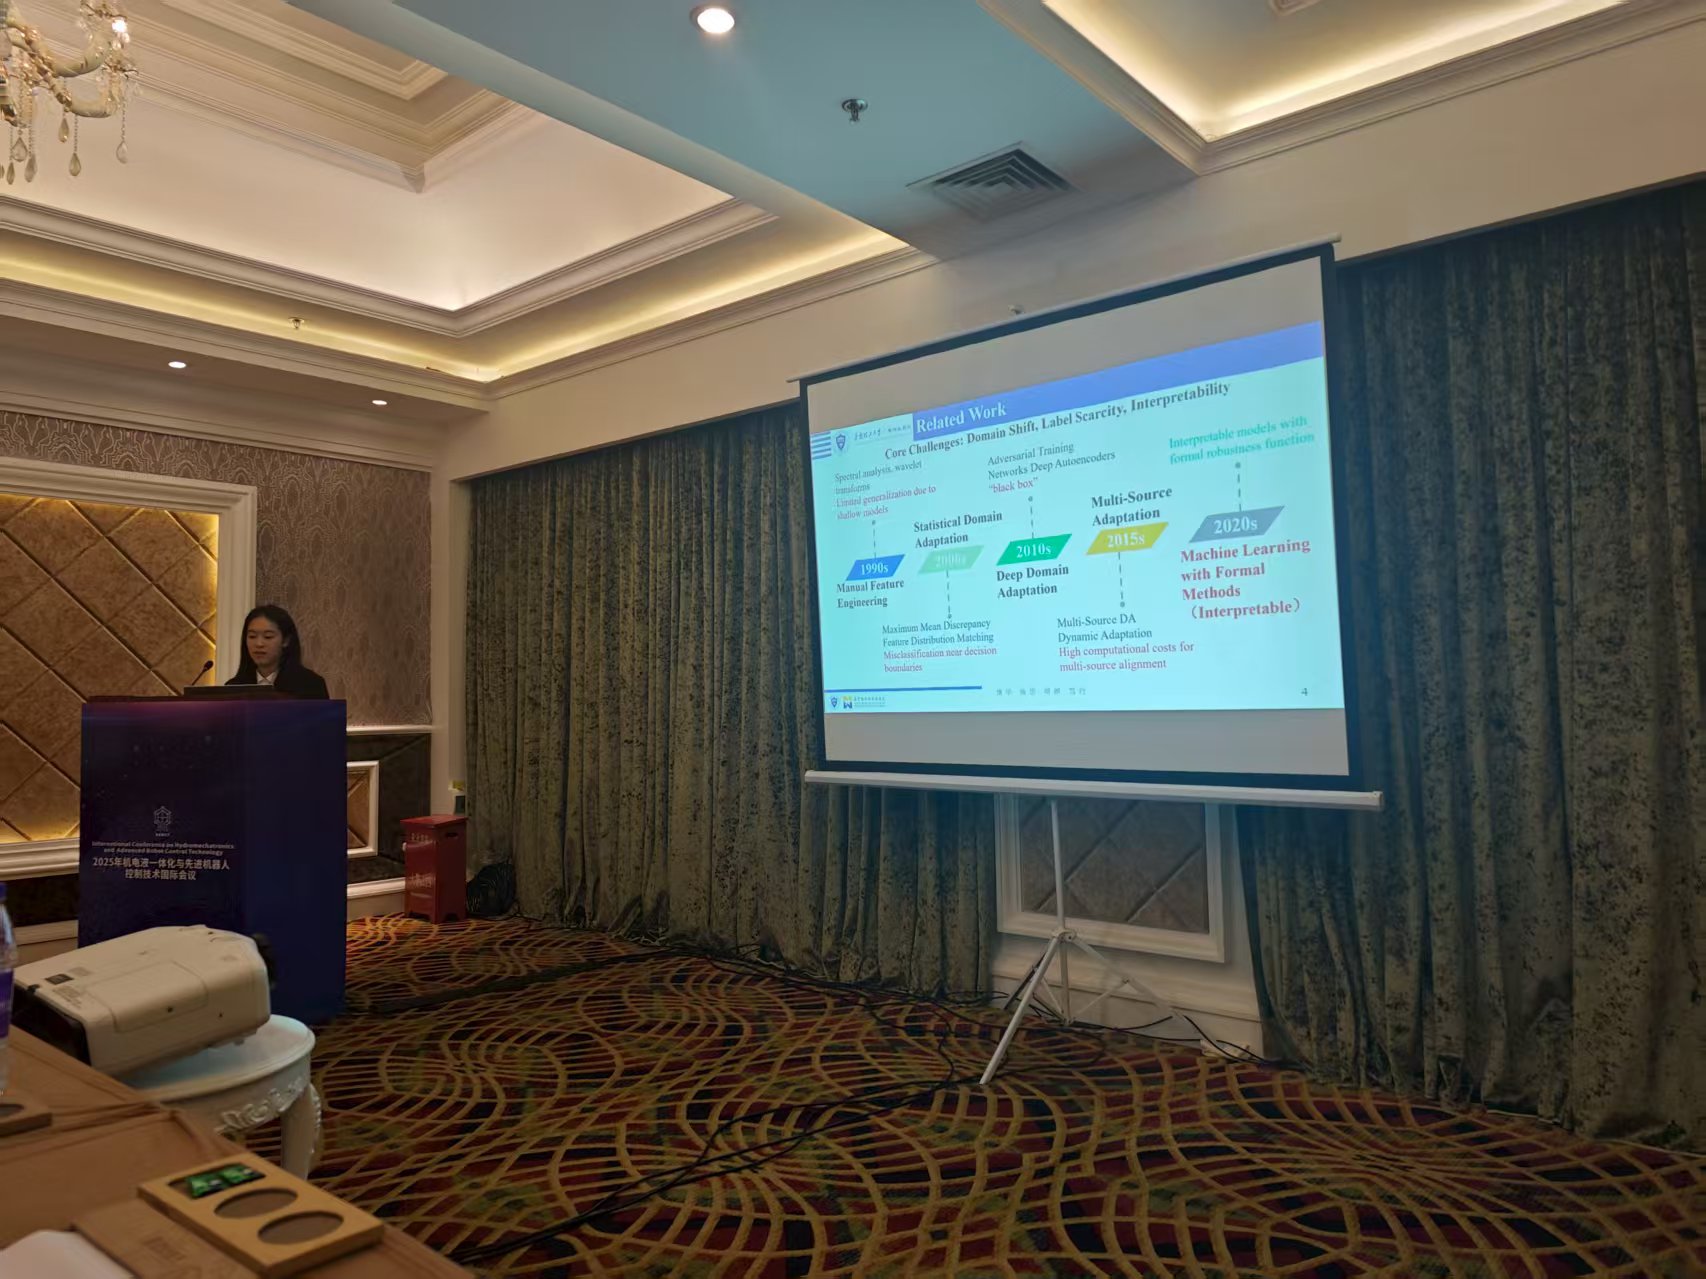 Related Work
Core Challenges: Domain Shift, Label Scarcity, Interpretability
Spectral analysis, wavelet
transforms
Limited generalization due to
shallow models
1990s
Manual Feature
Engineering
Statistical Domain
Adaptation
2000s
Maximum Mean Discrepancy
Feature Distribution Matching
Misclassification near decision
boundaries
Adversarial Training
Networks Deep Autoencoders
“black box”
2010s
Deep Domain
Adaptation
Multi-Source
Adaptation
2015s
Multi-Source DA
Dynamic Adaptation
High computational costs for
multi-source alignment
Interpretable models with
formal robustness function
2020s
Machine Learning
with Formal
Methods
（Interpretable）
4
International Conference on Hydromechatronics
and Advanced Robot Control Technology
2025年机电液一体化与先进机器人
控制技术国际会议